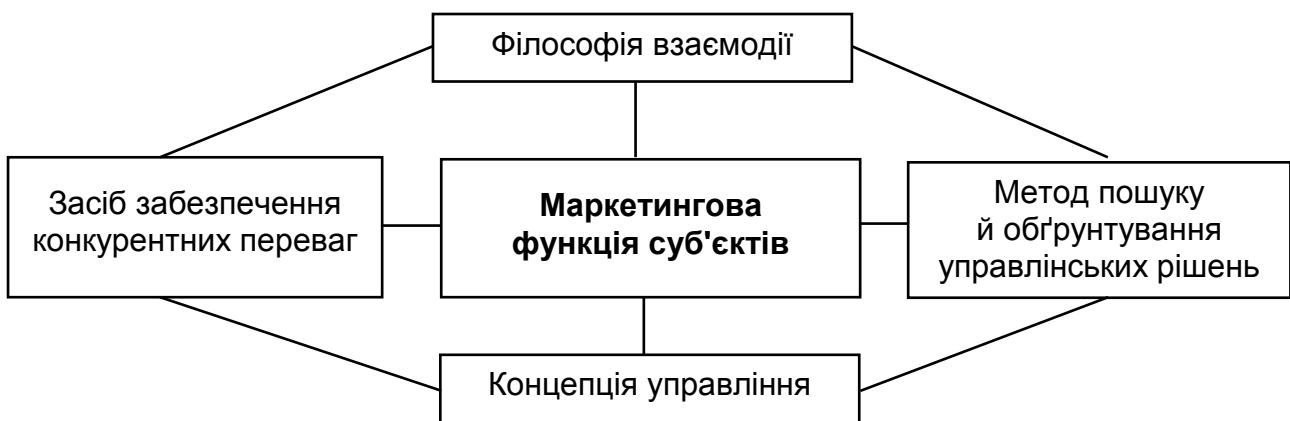 Філософія взаємодії
Засіб забезпечення
конкурентних переваг
Маркетингова
функція суб'єктів
Метод пошуку
й обґрунтування
управлінських рішень
Концепція управління